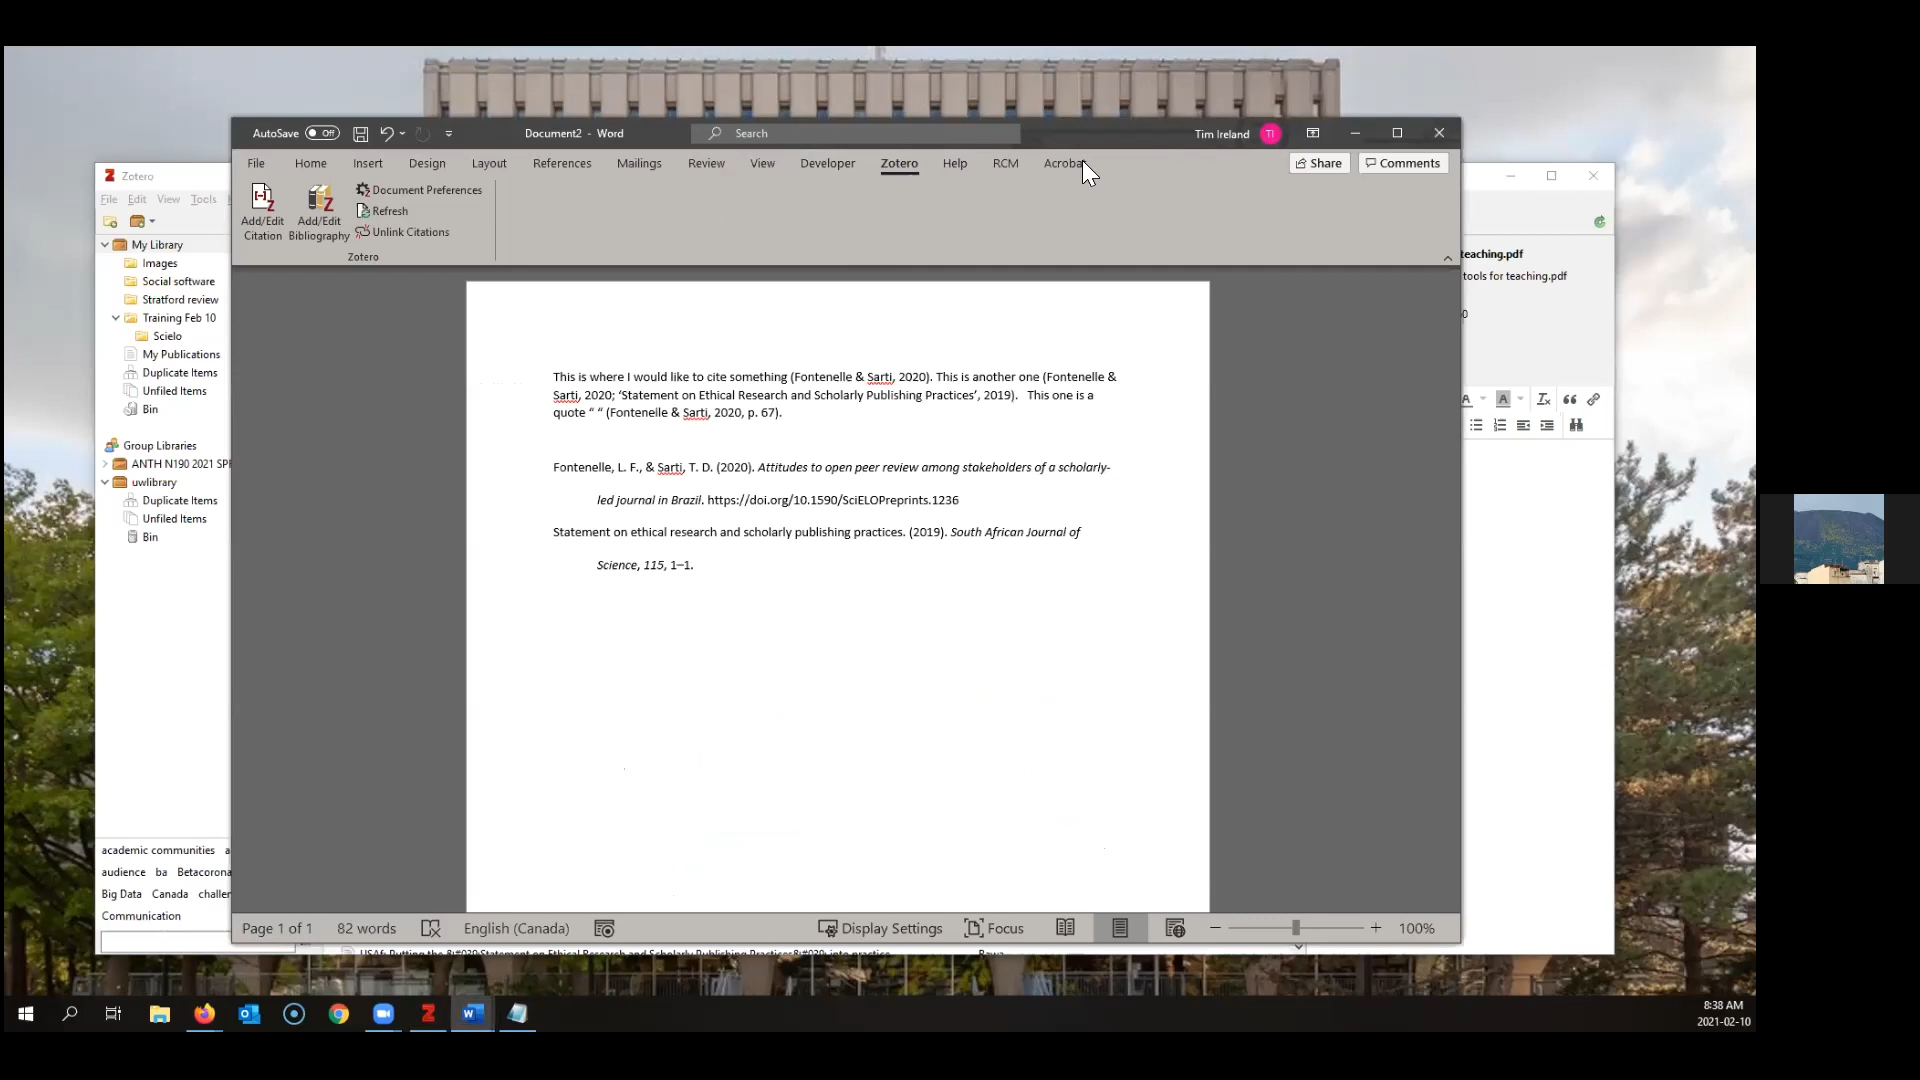 AutoSave Off Document2 - Word Search Tim Ireland TI
File Home Insert Design Layout References Mailings Review View Developer Zotero Help RCM Share Comments
Add/Edit Citation
Add/Edit Bibliography
Document Preferences
Refresh
Unlink Citations
Zotero
Zotero
File Edit View Tools
My Library
Images
Social software
Stratford review
Training Feb 10
Scielo
My Publications
Duplicate Items
Unfiled Items
Bin
Group Libraries
ANTH N190 2021
uwlibrary
Duplicate Items
Unfiled Items
Bin
academic communities
audience ba
Big Data Canada
Communication
This is where I would like to cite something (Fontenelle & Sarti, 2020). This is another one (Fontenelle &
Sarti, 2020; ‘Statement on Ethical Research and Scholarly Publishing Practices’, 2019). This one is a
quote “ “ (Fontenelle & Sarti, 2020, p. 67).
Fontenelle, L. F., & Sarti, T. D. (2020). Attitudes to open peer review among stakeholders of a scholarly-
led journal in Brazil. https://doi.org/10.1590/SciELOPreprints.1236
Statement on ethical research and scholarly publishing practices. (2019). South African Journal of
Science, 115, 1–1.
teaching.pdf
tools for teaching.pdf
Page 1 of 1 82 words English (Canada) Display Settings Focus 100%
8:38 AM
2021-02-10